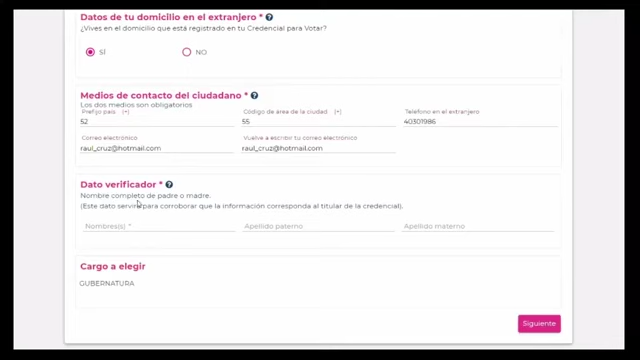 Datos de tu domicilio en el extranjero * ?
¿Vives en el domicilio que está registrado en tu Credencial para Votar?
SÍ NO
Medios de contacto del ciudadano * ?
Los dos medios son obligatorios
Prefijo país (*) Código de área de la ciudad (*) Teléfono en el extranjero
52 55 40301986
Correo electrónico Vuelve a escribir tu correo electrónico
raul_cruz@hotmail.com raul_cruz@hotmail.com
Dato verificador * ?
Nombre completo de padre o madre.
(Este dato servirá para corroborar que la información corresponda al titular de la credencial).
Nombres(s) * Apellido paterno Apellido materno
Cargo a elegir
GUBERNATURA
Siguiente